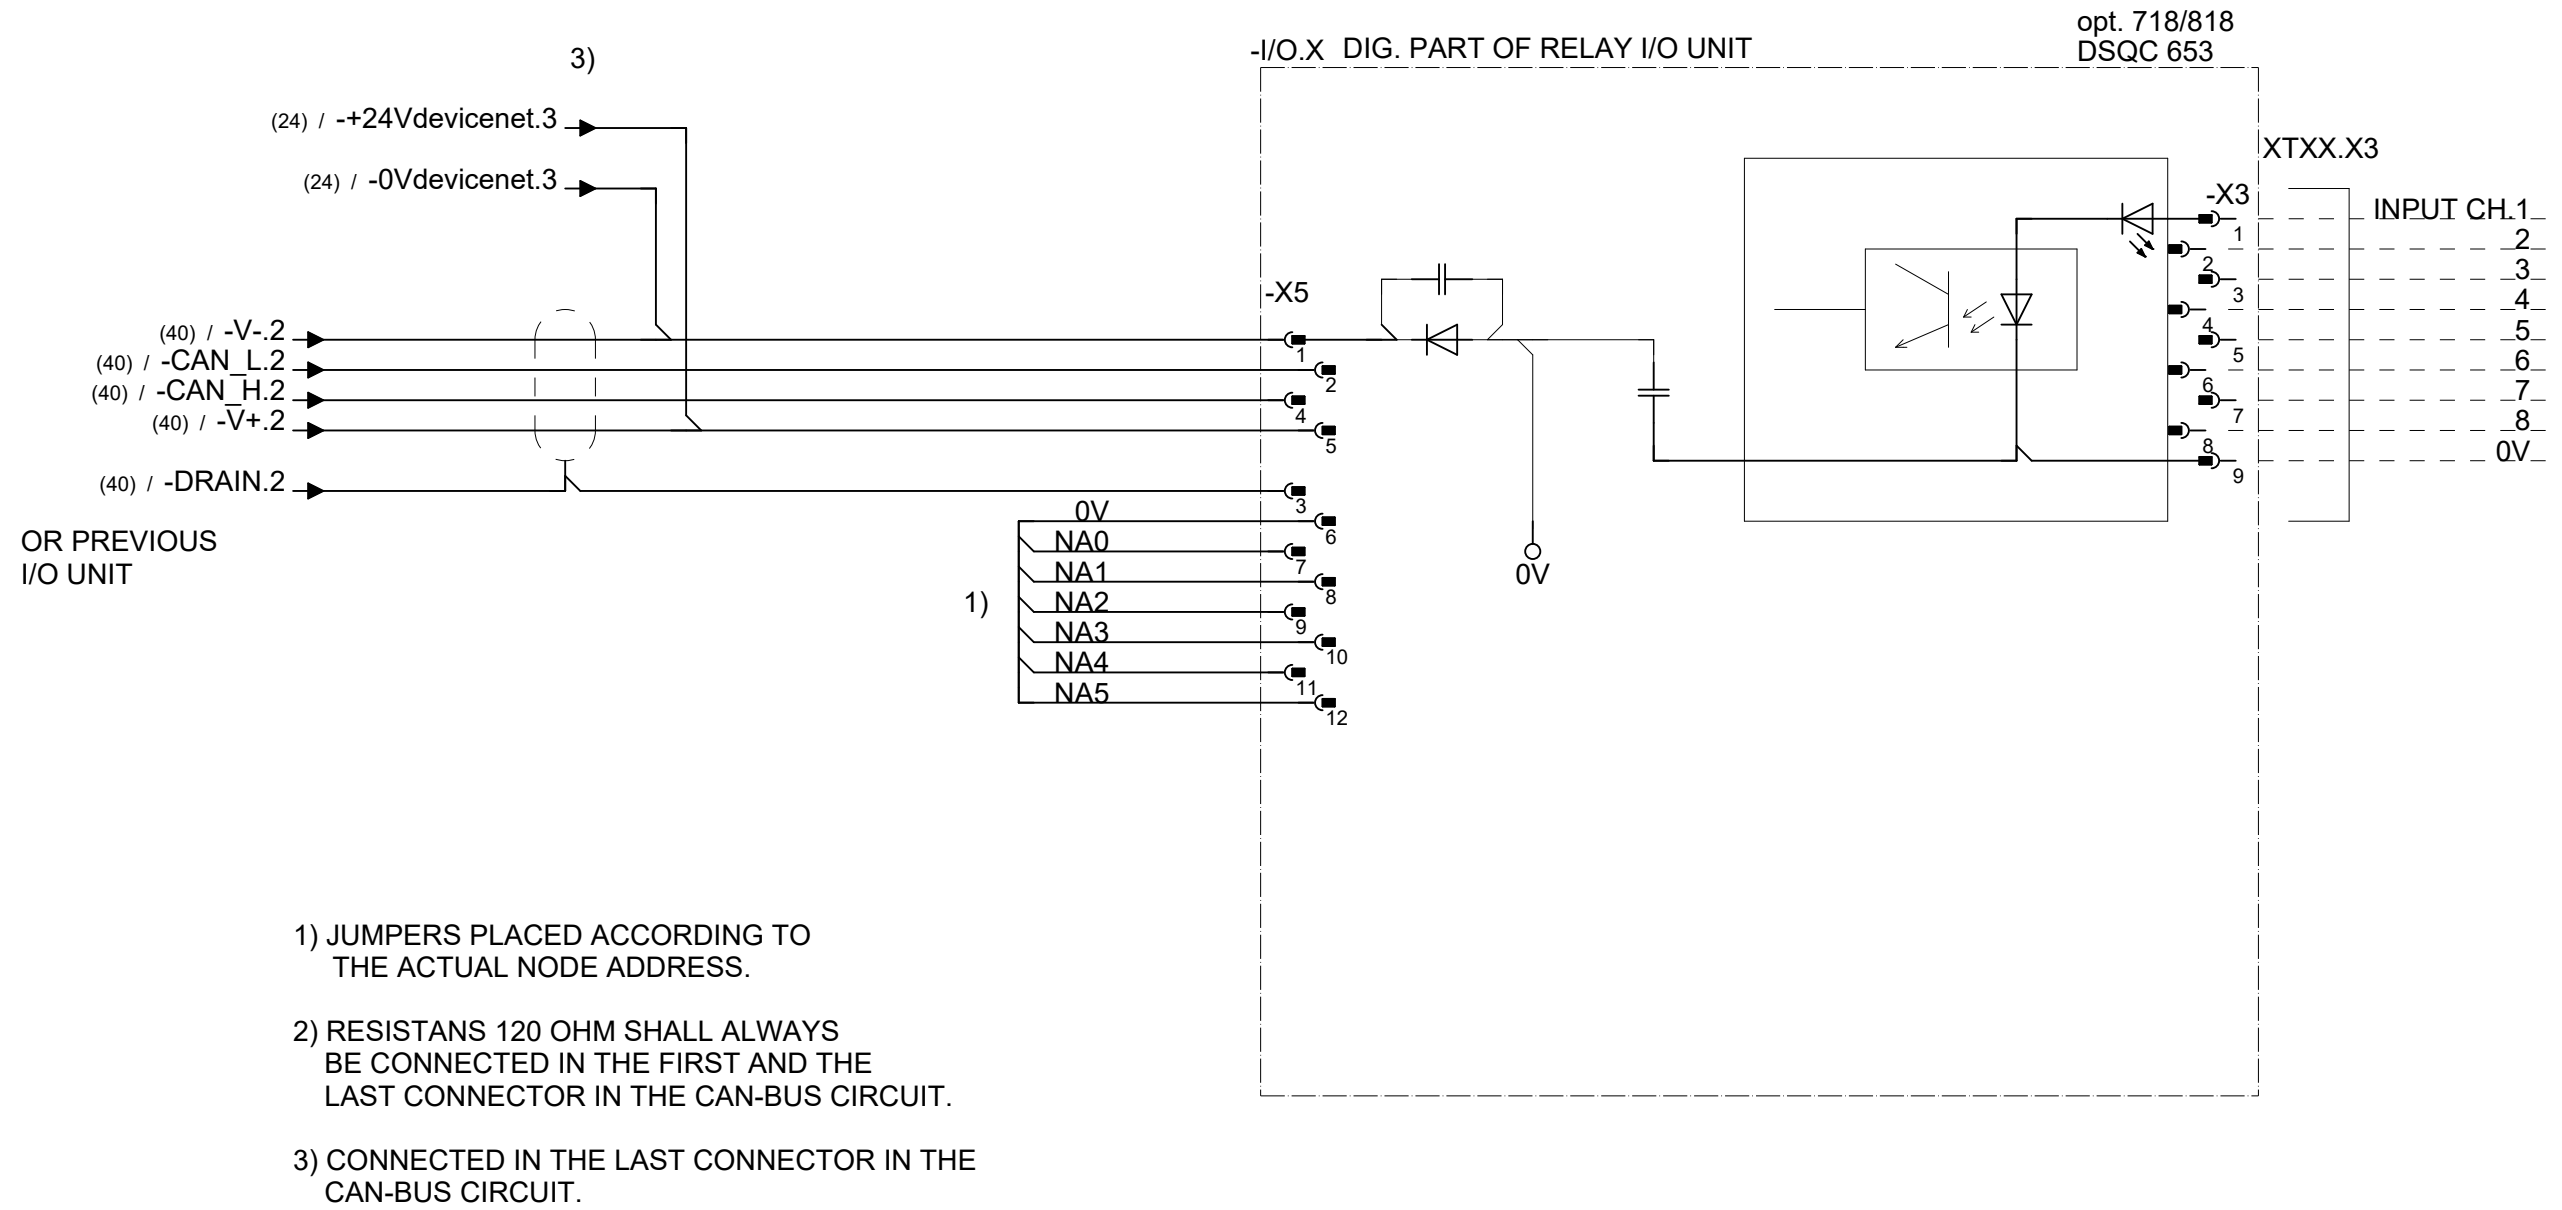 opt. 718/818
-I/O.X DIG. PART OF RELAY I/O UNIT
DSQC 653
3)
(24) / -+24Vdevicenet.3
XTXX.X3
(24) / -0Vdevicenet.3
-X3
INPUT CH.1
1
2
2
3
3
4
4
5
5
6
6
7
7
8
8
0V
9
-X5
(40) / -V-.2
1
(40) / -CAN_L.2
2
(40) / -CAN_H.2
4
(40) / -V+.2
5
(40) / -DRAIN.2
3
OR PREVIOUS
I/O UNIT
0V
6
NA0
7
NA1
8
1)
NA2
9
NA3
10
NA4
11
NA5
12
0V
1) JUMPERS PLACED ACCORDING TO
THE ACTUAL NODE ADDRESS.
2) RESISTANS 120 OHM SHALL ALWAYS
BE CONNECTED IN THE FIRST AND THE
LAST CONNECTOR IN THE CAN-BUS CIRCUIT.
3) CONNECTED IN THE LAST CONNECTOR IN THE
CAN-BUS CIRCUIT.